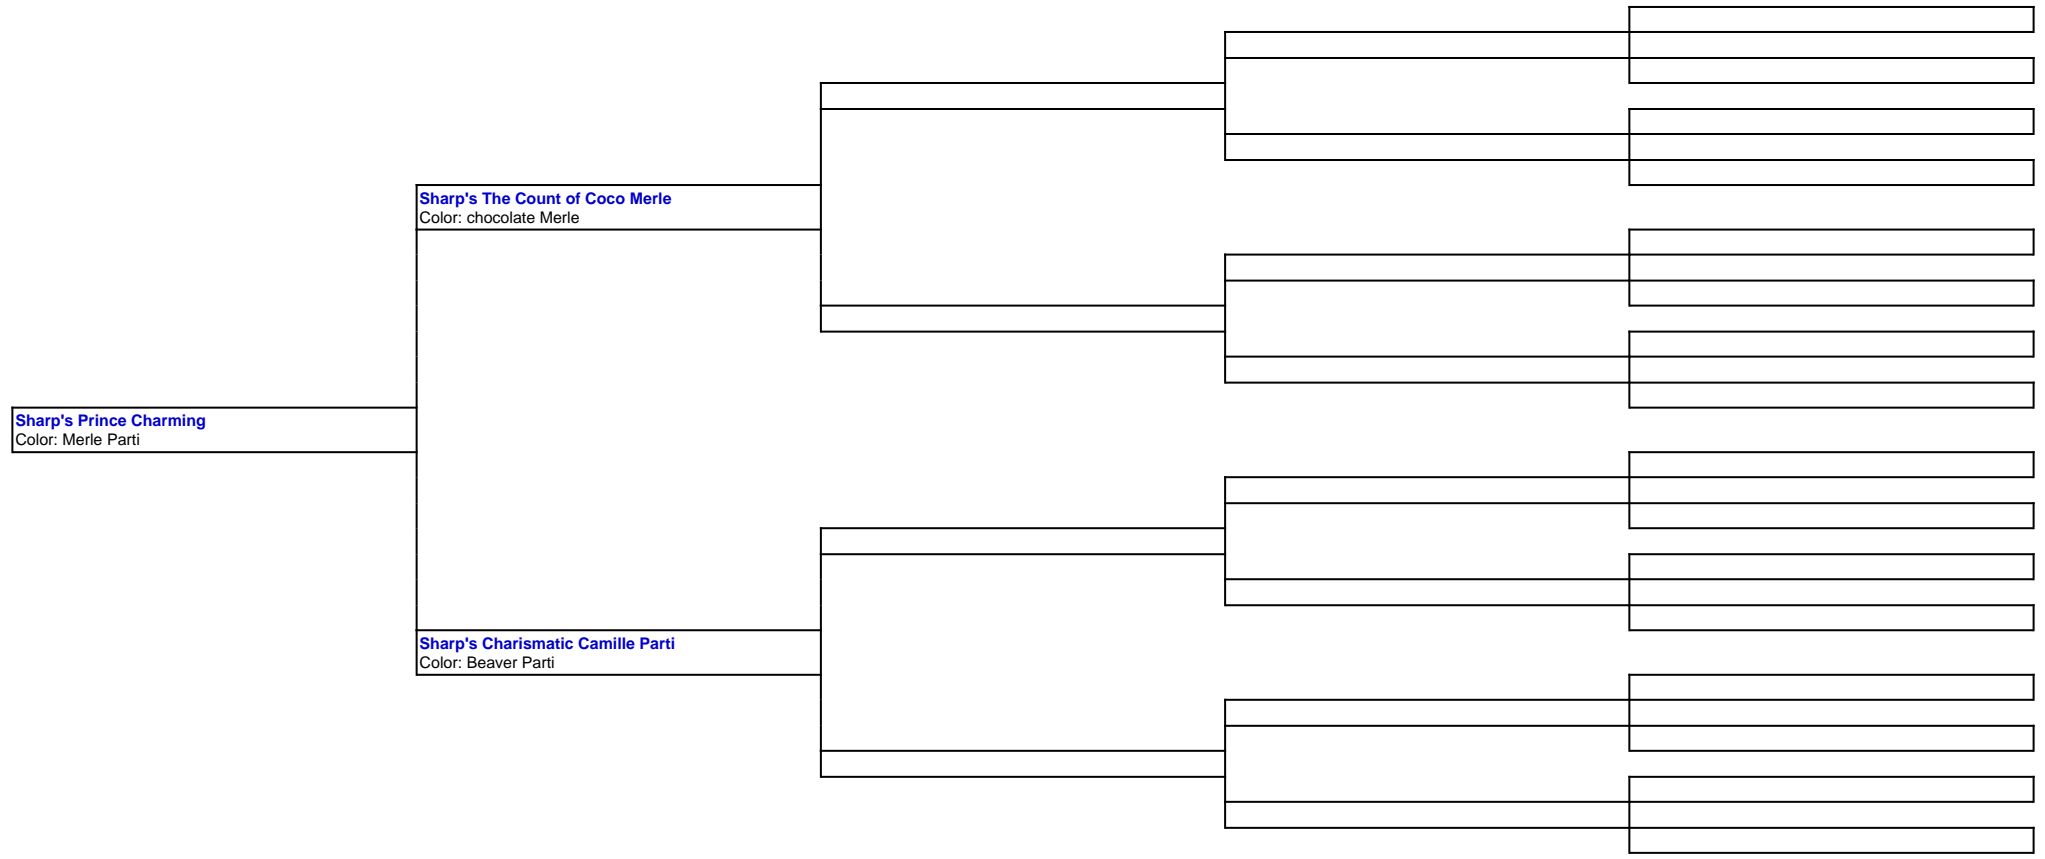 Sharp's The Count of Coco Merle
Color: chocolate Merle
Sharp's Prince Charming
Color: Merle Parti
Sharp's Charismatic Camille Parti
Color: Beaver Parti